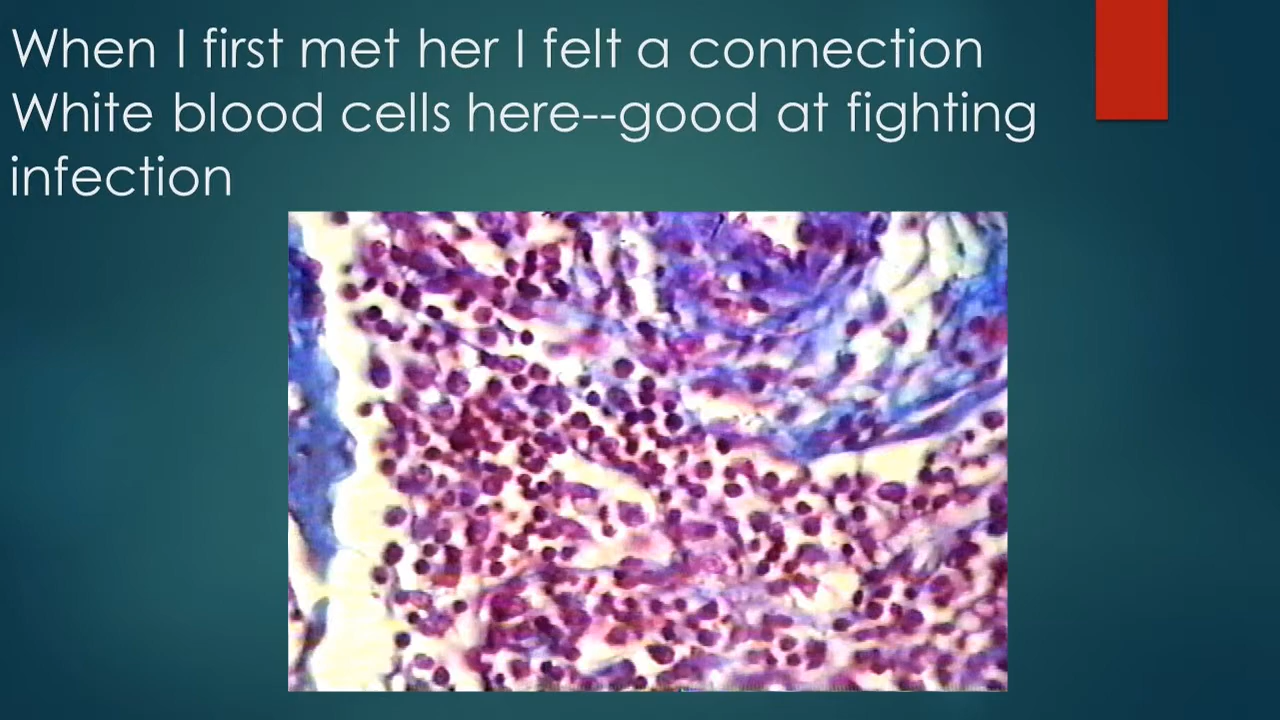 When I first met her I felt a connection
White blood cells here--good at fighting
infection